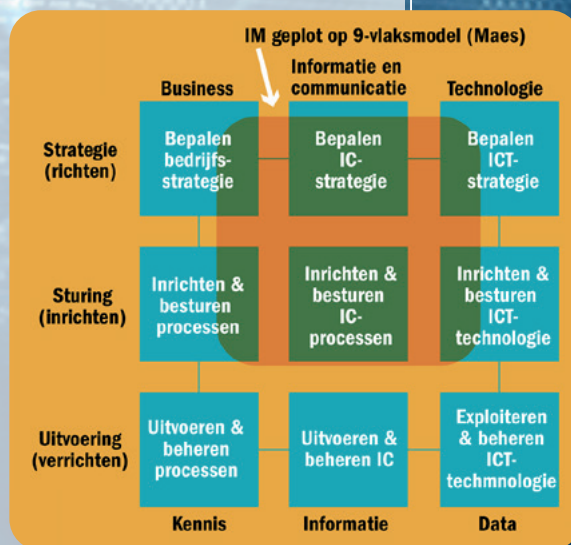 IM geplot op 9-vlaksmodel (Maes)
Business
Informatie en
communicatie
Technologie
Strategie
(richten)
Bepalen
bedrijfs-
strategie
Bepalen
IC-
strategie
Bepalen
ICT-
strategie
Sturing
(inrichten)
Inrichten &
besturen
processen
Inrichten &
besturen
IC-
processen
Inrichten &
besturen
ICT-
technologie
Uitvoering
(verrichten)
Uitvoeren &
beheren
processen
Uitvoeren &
beheren IC
Exploiteren
& beheren
ICT-
techmnologie
Kennis
Informatie
Data